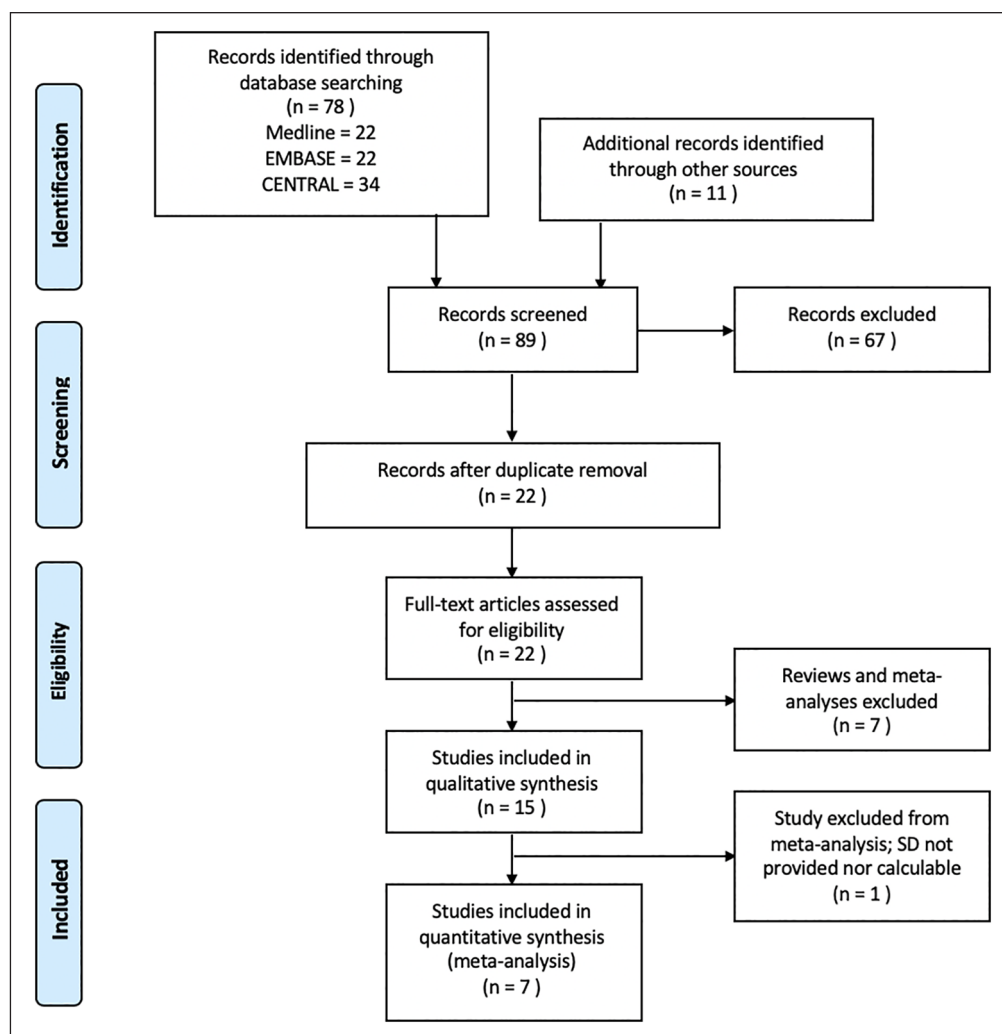 Identification
Records identified through
database searching
(n = 78 )
Medline = 22
EMBASE = 22
CENTRAL = 34
Additional records identified
through other sources
(n = 11 )
Records screened
(n = 89 )
Records excluded
(n = 67 )
Screening
Records after duplicate removal
(n = 22 )
Eligibility
Full-text articles assessed
for eligibility
(n = 22 )
Reviews and meta-
analyses excluded
(n = 7 )
Studies included in
qualitative synthesis
(n = 15 )
Included
Study excluded from
meta-analysis; SD not
provided nor calculable
(n = 1 )
Studies included in
quantitative synthesis
(meta-analysis)
(n = 7 )